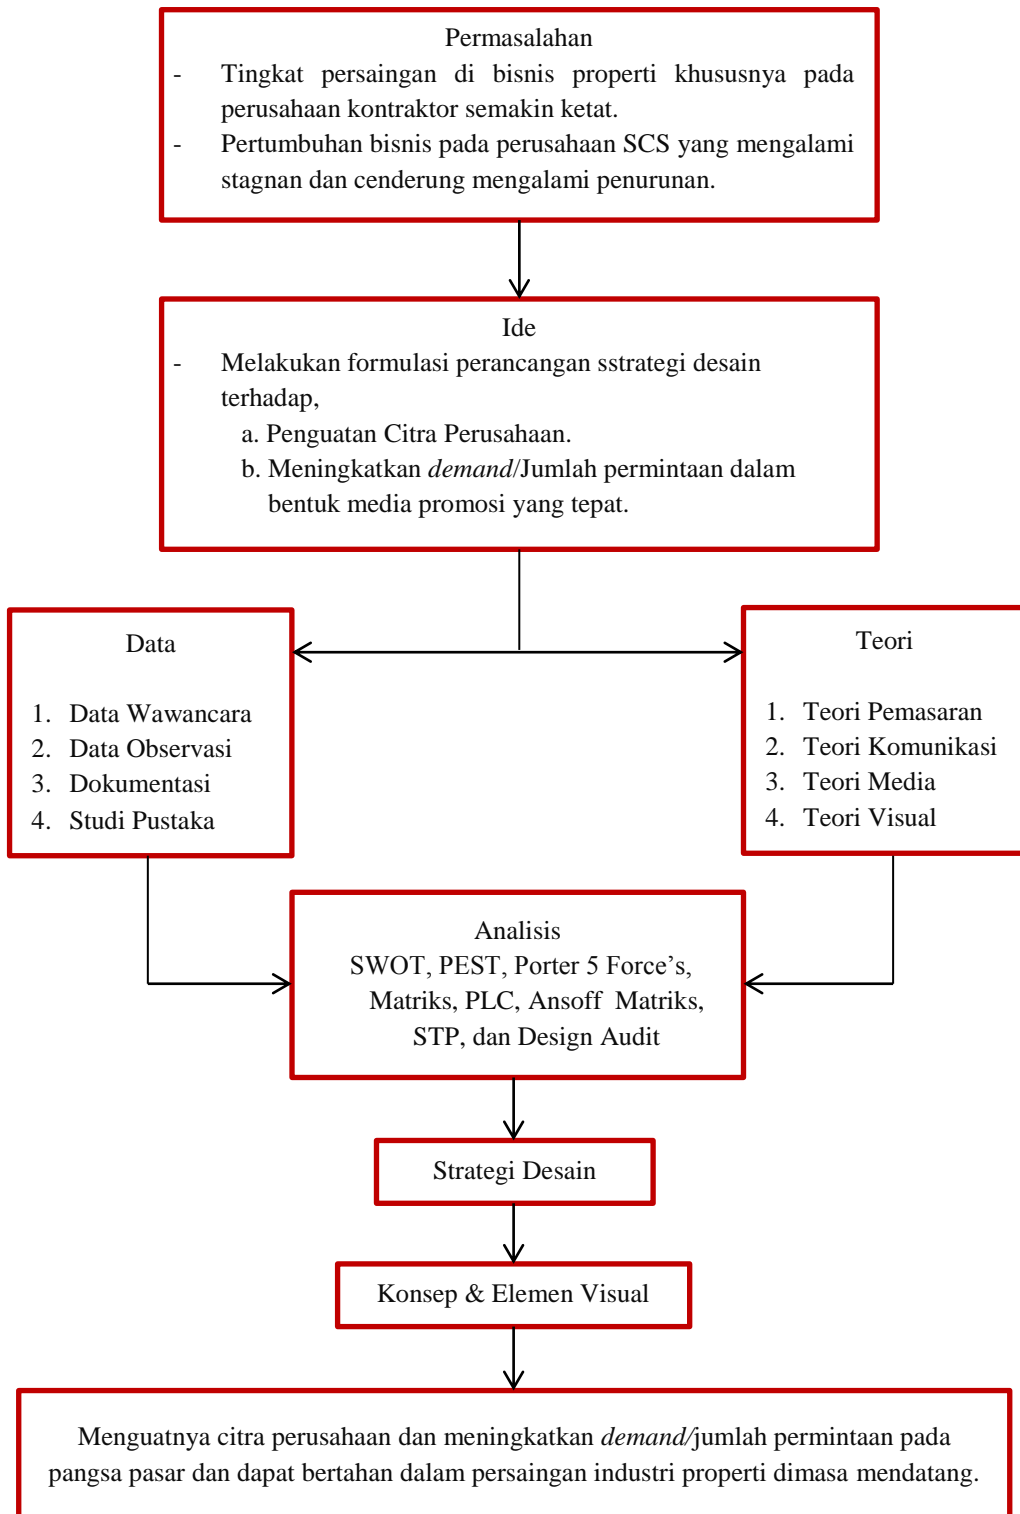 Permasalahan
- Tingkat persaingan di bisnis properti khususnya pada
perusahaan kontraktor semakin ketat.
- Pertumbuhan bisnis pada perusahaan SCS yang mengalami
stagnan dan cenderung mengalami penurunan.
Ide
- Melakukan formulasi perancangan sstrategi desain
terhadap,
a. Penguatan Citra Perusahaan.
b. Meningkatkan demand/Jumlah permintaan dalam
bentuk media promosi yang tepat.
Data
1. Data Wawancara
2. Data Observasi
3. Dokumentasi
4. Studi Pustaka
Teori
1. Teori Pemasaran
2. Teori Komunikasi
3. Teori Media
4. Teori Visual
Analisis
SWOT, PEST, Porter 5 Force’s,
Matriks, PLC, Ansoff Matriks,
STP, dan Design Audit
Strategi Desain
Konsep & Elemen Visual
Menguatnya citra perusahaan dan meningkatkan demand/jumlah permintaan pada
pangsa pasar dan dapat bertahan dalam persaingan industri properti dimasa mendatang.